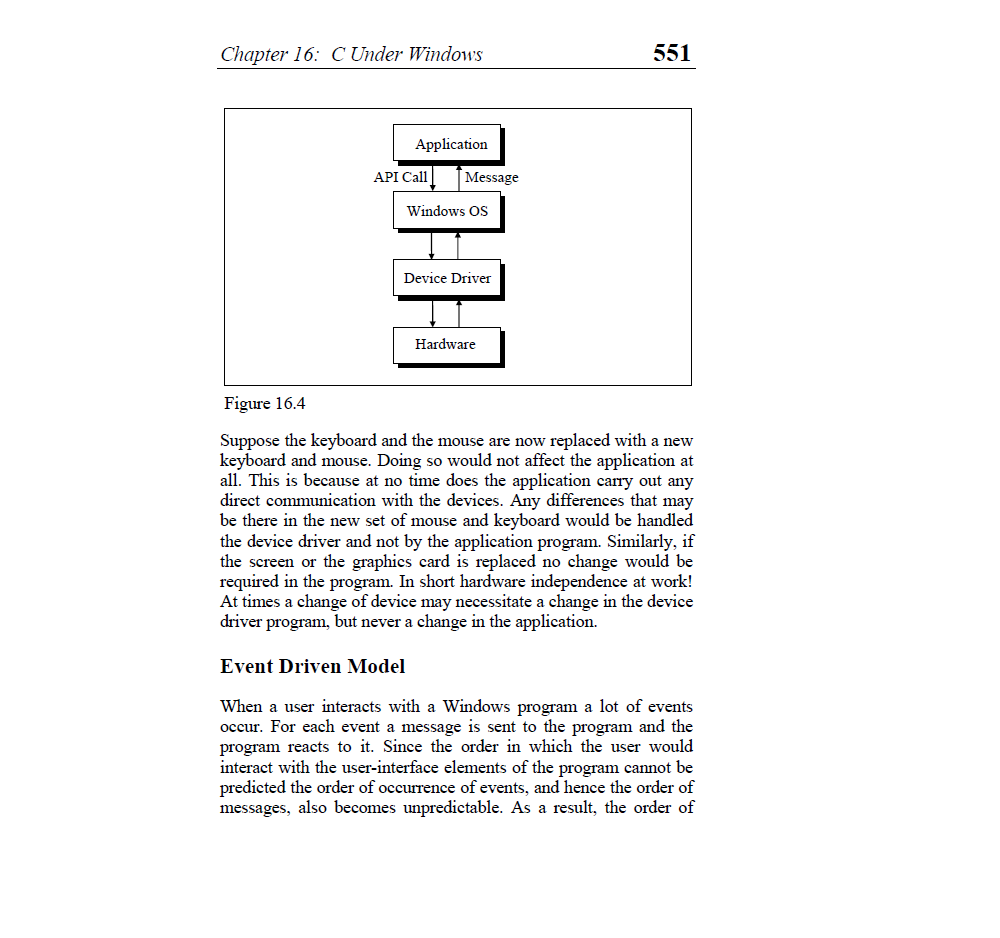 Chapter 16: C Under Windows 551
Application
API Call Message
Windows OS
Device Driver
Hardware
Figure 16.4
Suppose the keyboard and the mouse are now replaced with a new
keyboard and mouse. Doing so would not affect the application at
all. This is because at no time does the application carry out any
direct communication with the devices. Any differences that may
be there in the new set of mouse and keyboard would be handled
the device driver and not by the application program. Similarly, if
the screen or the graphics card is replaced no change would be
required in the program. In short hardware independence at work!
At times a change of device may necessitate a change in the device
driver program, but never a change in the application.
Event Driven Model
When a user interacts with a Windows program a lot of events
occur. For each event a message is sent to the program and the
program reacts to it. Since the order in which the user would
interact with the user-interface elements of the program cannot be
predicted the order of occurrence of events, and hence the order of
messages, also becomes unpredictable. As a result, the order of